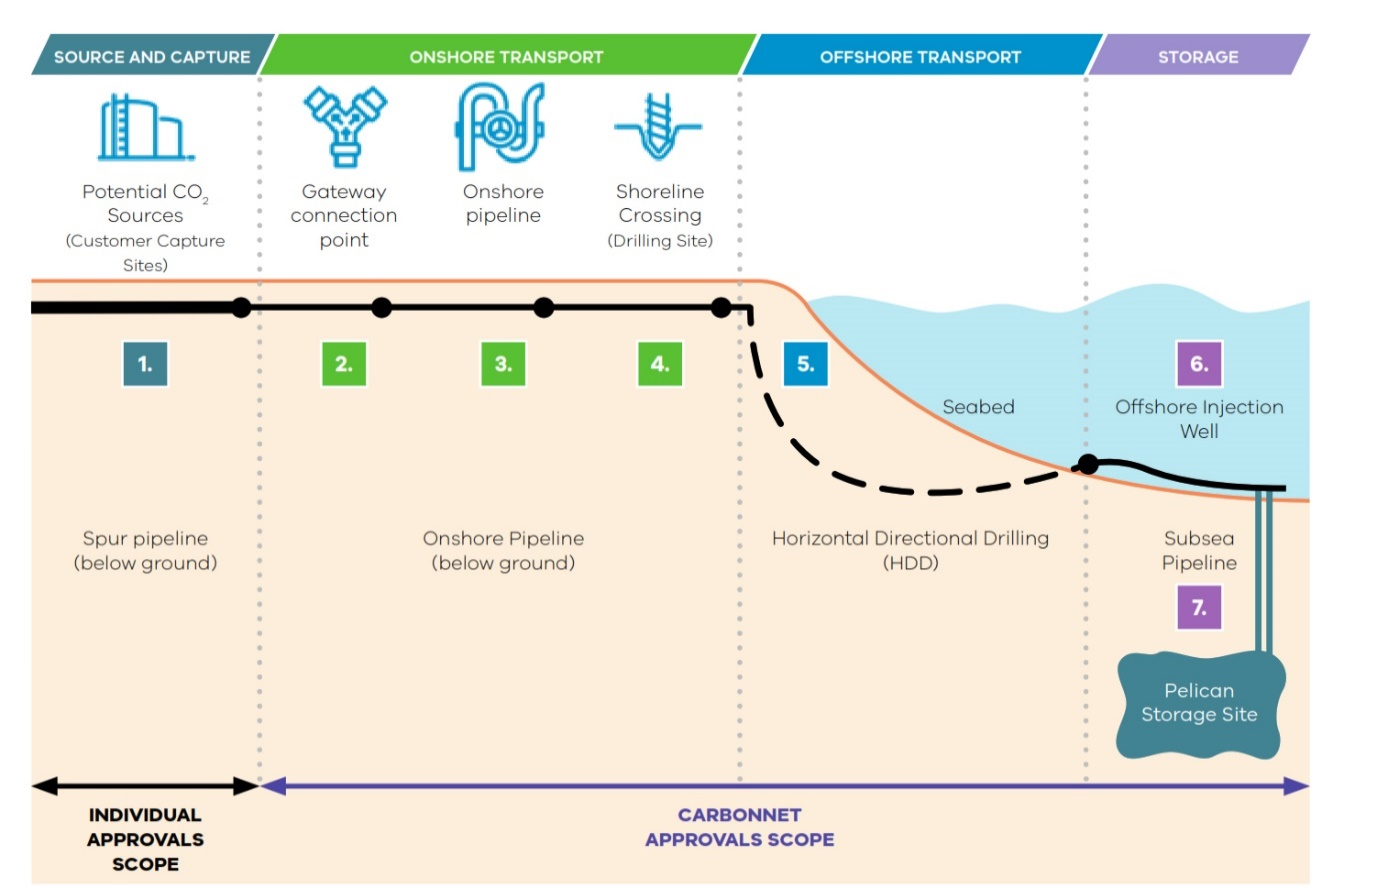 SOURCE AND CAPTURE
ONSHORE TRANSPORT
OFFSHORE TRANSPORT
STORAGE
Potential CO₂
Sources
(Customer Capture
Sites)
Gateway
connection
point
Onshore
pipeline
Shoreline
Crossing
(Drilling Site)
1.
2.
3.
4.
5.
6.
Seabed
Offshore Injection
Well
Spur pipeline
(below ground)
Onshore Pipeline
(below ground)
Horizontal Directional Drilling
(HDD)
Subsea
Pipeline
7.
Pelican
Storage Site
INDIVIDUAL
APPROVALS
SCOPE
CARBONNET
APPROVALS SCOPE